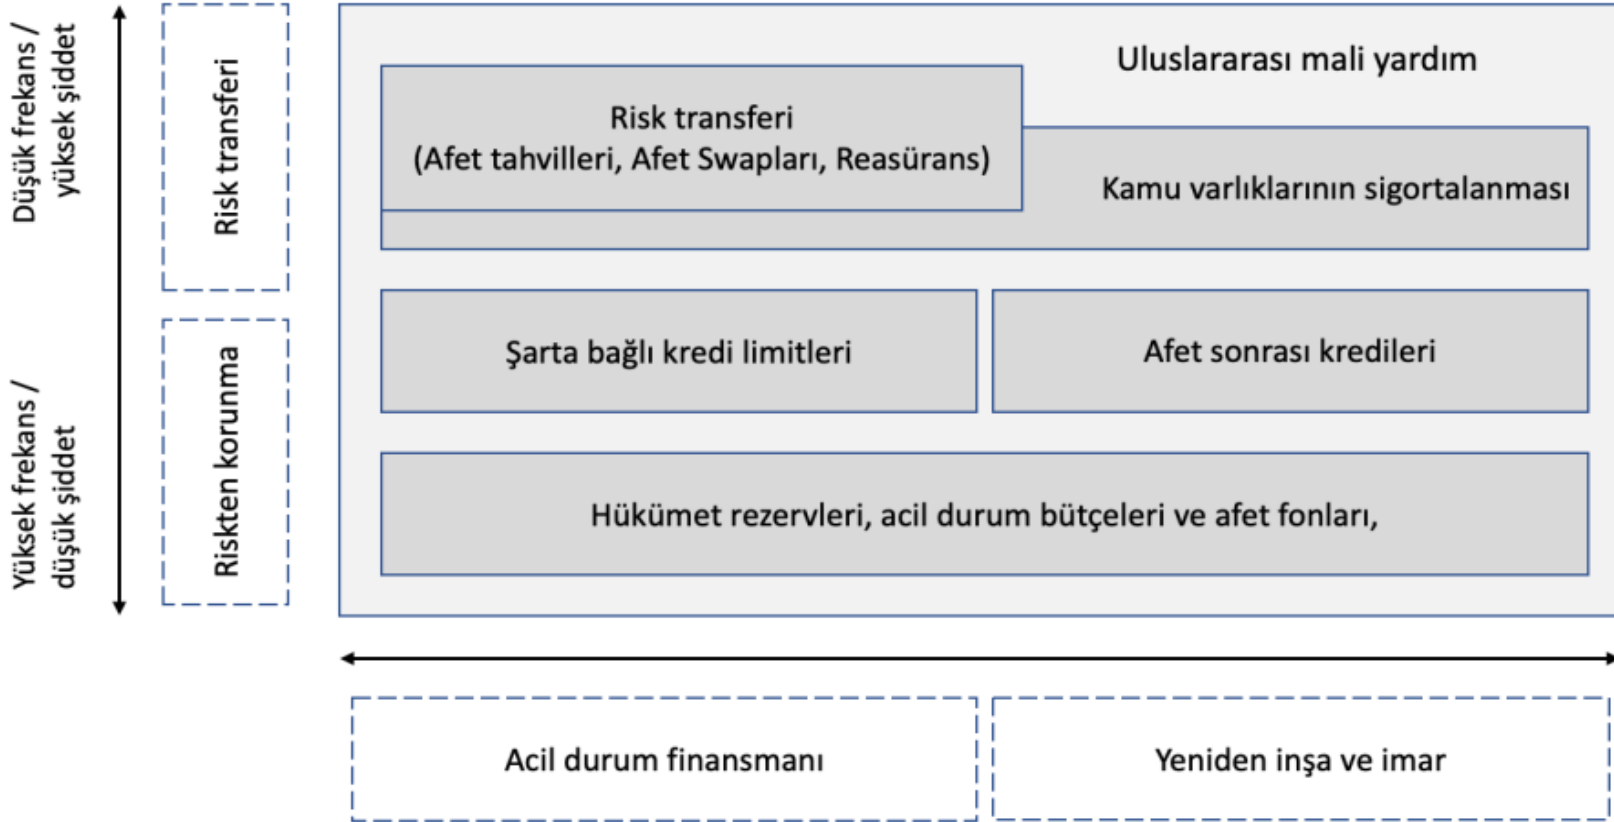 Düşük frekans /
yüksek şiddet
Risk transferi
Uluslararası mali yardım
Risk transferi
(Afet tahvilleri, Afet Swapları, Reasürans)
Kamu varlıklarının sigortalanması
Yüksek frekans /
düşük şiddet
Riskten korunma
Şarta bağlı kredi limitleri
Afet sonrası kredileri
Hükümet rezervleri, acil durum bütçeleri ve afet fonları,
Acil durum finansmanı
Yeniden inşa ve imar